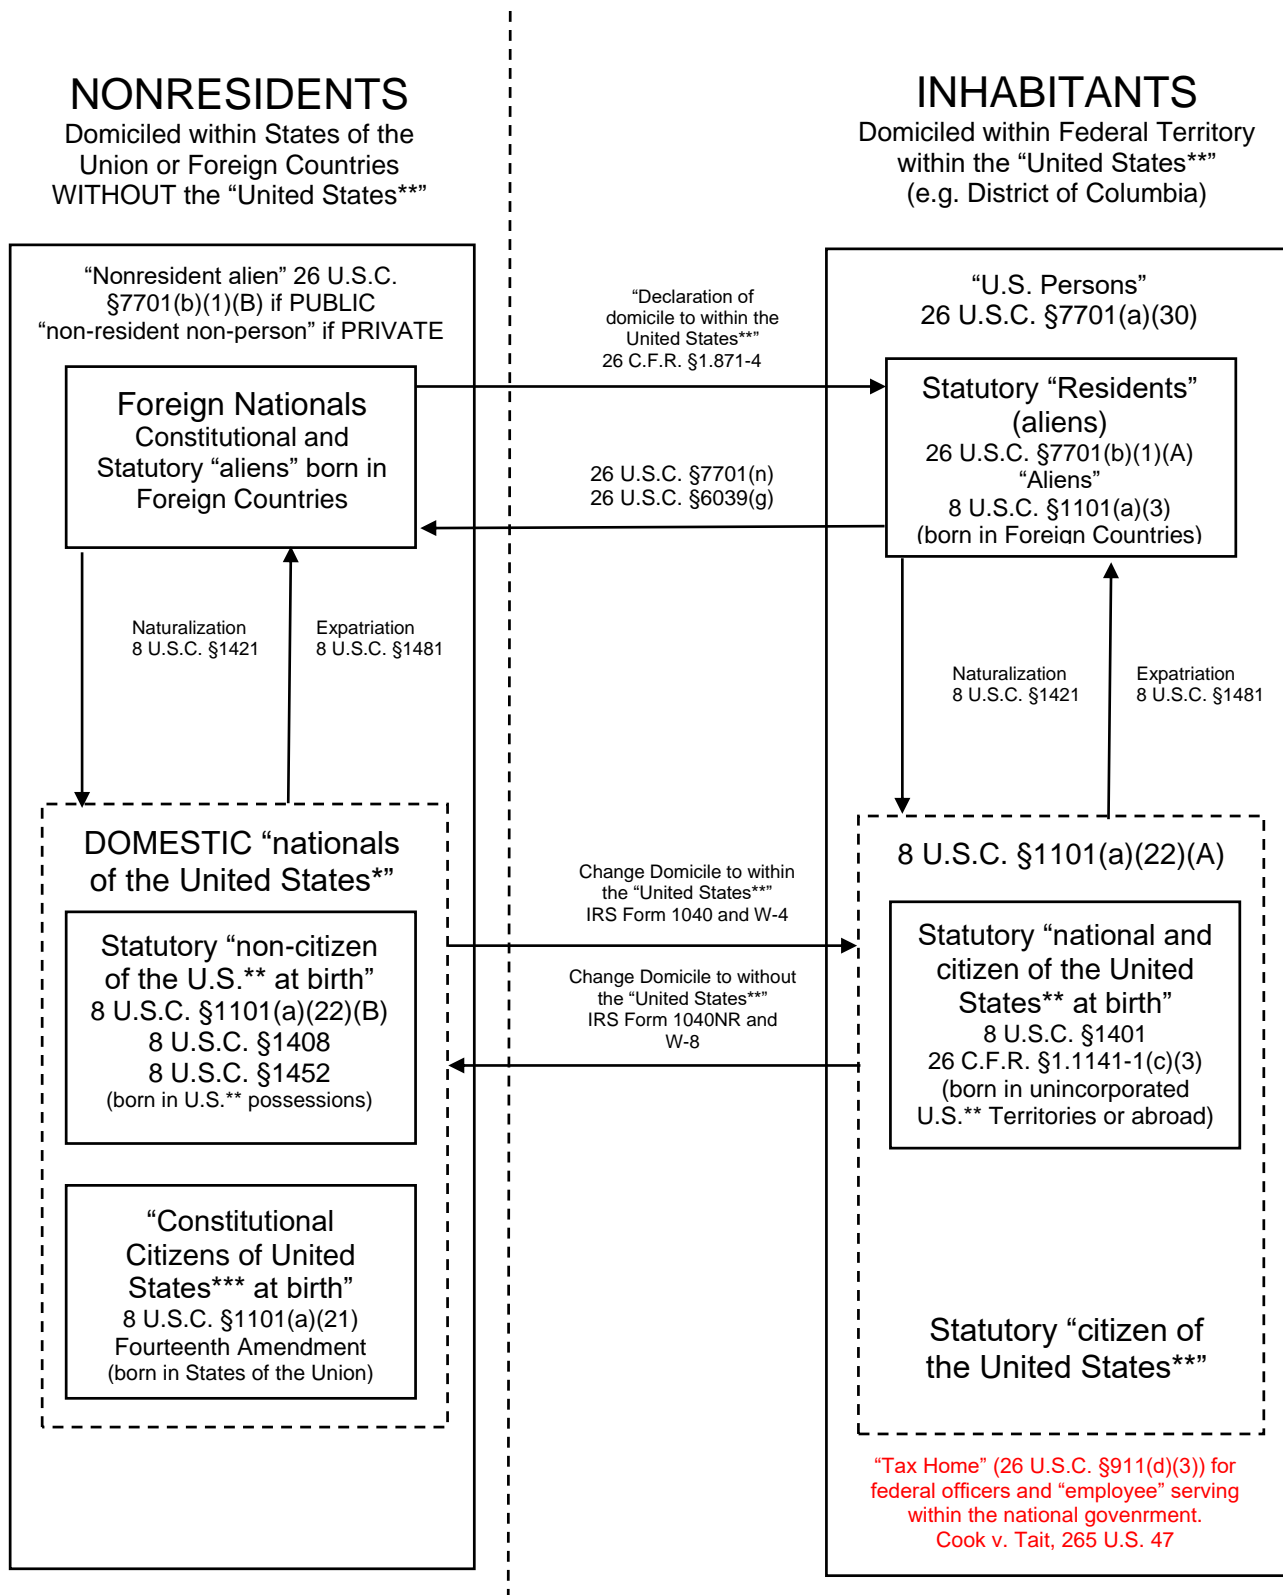 NONRESIDENTS
Domiciled within States of the
Union or Foreign Countries
WITHOUT the “United States**”
“Nonresident alien” 26 U.S.C.
§7701(b)(1)(B) if PUBLIC
“non-resident non-person” if PRIVATE
Foreign Nationals
Constitutional and
Statutory “aliens” born in
Foreign Countries
Naturalization
8 U.S.C. §1421
Expatriation
8 U.S.C. §1481
DOMESTIC “nationals
of the United States*”
Statutory “non-citizen
of the U.S.** at birth”
8 U.S.C. §1101(a)(22)(B)
8 U.S.C. §1408
8 U.S.C. §1452
(born in U.S.** possessions)
“Constitutional
Citizens of United
States*** at birth”
8 U.S.C. §1101(a)(21)
Fourteenth Amendment
(born in States of the Union)
“Declaration of
domicile to within the
United States**”
26 C.F.R. §1.871-4
26 U.S.C. §7701(n)
26 U.S.C. §6039(g)
Change Domicile to within
the “United States**”
IRS Form 1040 and W-4
Change Domicile to without
the “United States**”
IRS Form 1040NR and
W-8
INHABITANTS
Domiciled within Federal Territory
within the “United States**”
(e.g. District of Columbia)
“U.S. Persons”
26 U.S.C. §7701(a)(30)
Statutory “Residents”
(aliens)
26 U.S.C. §7701(b)(1)(A)
“Aliens”
8 U.S.C. §1101(a)(3)
(born in Foreign Countries)
Naturalization
8 U.S.C. §1421
Expatriation
8 U.S.C. §1481
8 U.S.C. §1101(a)(22)(A)
Statutory “national and
citizen of the United
States** at birth”
8 U.S.C. §1401
26 C.F.R. §1.1141-1(c)(3)
(born in unincorporated
U.S.** Territories or abroad)
Statutory “citizen of
the United States**”
“Tax Home” (26 U.S.C. §911(d)(3)) for
federal officers and “employee” serving
within the national govenrment.
Cook v. Tait, 265 U.S. 47